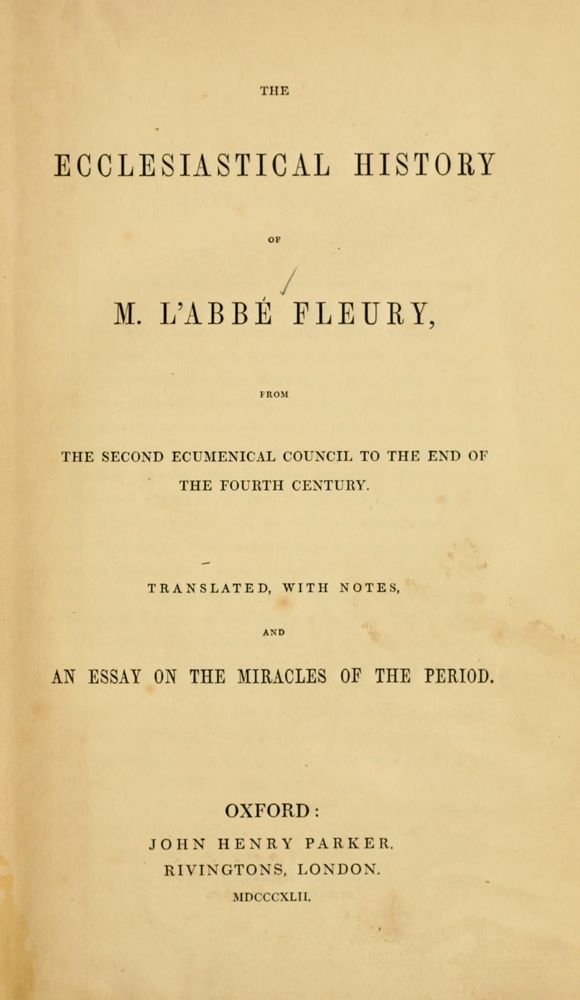 THE
ECCLESIASTICAL HISTORY
OF
M. L'ABBÉ FLEURY,
FROM
THE SECOND ECUMENICAL COUNCIL TO THE END OF
THE FOURTH CENTURY.
TRANSLATED, WITH NOTES,
AND
AN ESSAY ON THE MIRACLES OF THE PERIOD.
OXFORD:
JOHN HENRY PARKER.
RIVINGTONS, LONDON.
MDCCCXLII.